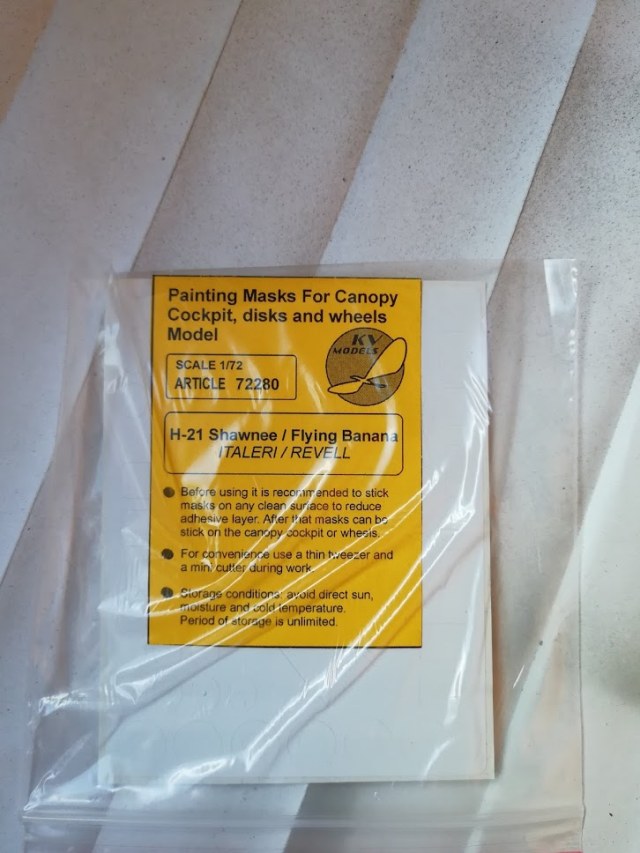 Painting Masks For Canopy
Cockpit, disks and wheels
Model
KV
MODELS
SCALE 1/72
ARTICLE 72280
H-21 Shawnee / Flying Banana
ITALERI / REVELL
Before using it is recommended to stick
masks on any clean surface to reduce
adhesive layer. After that masks can be
stick on the canopy cockpit or wheels.
For convenience use a thin tweezer and
a mini cutter during work.
Storage conditions: avoid direct sun,
moisture and cold temperature.
Period of storage is unlimited.